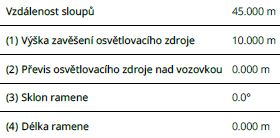 Vzdálenost sloupů 45.000 m
(1) Výška zavěšení osvětlovacího zdroje 10.000 m
(2) Převis osvětlovacího zdroje nad vozovkou 0.000 m
(3) Sklon ramene 0.0°
(4) Délka ramene 0.000 m